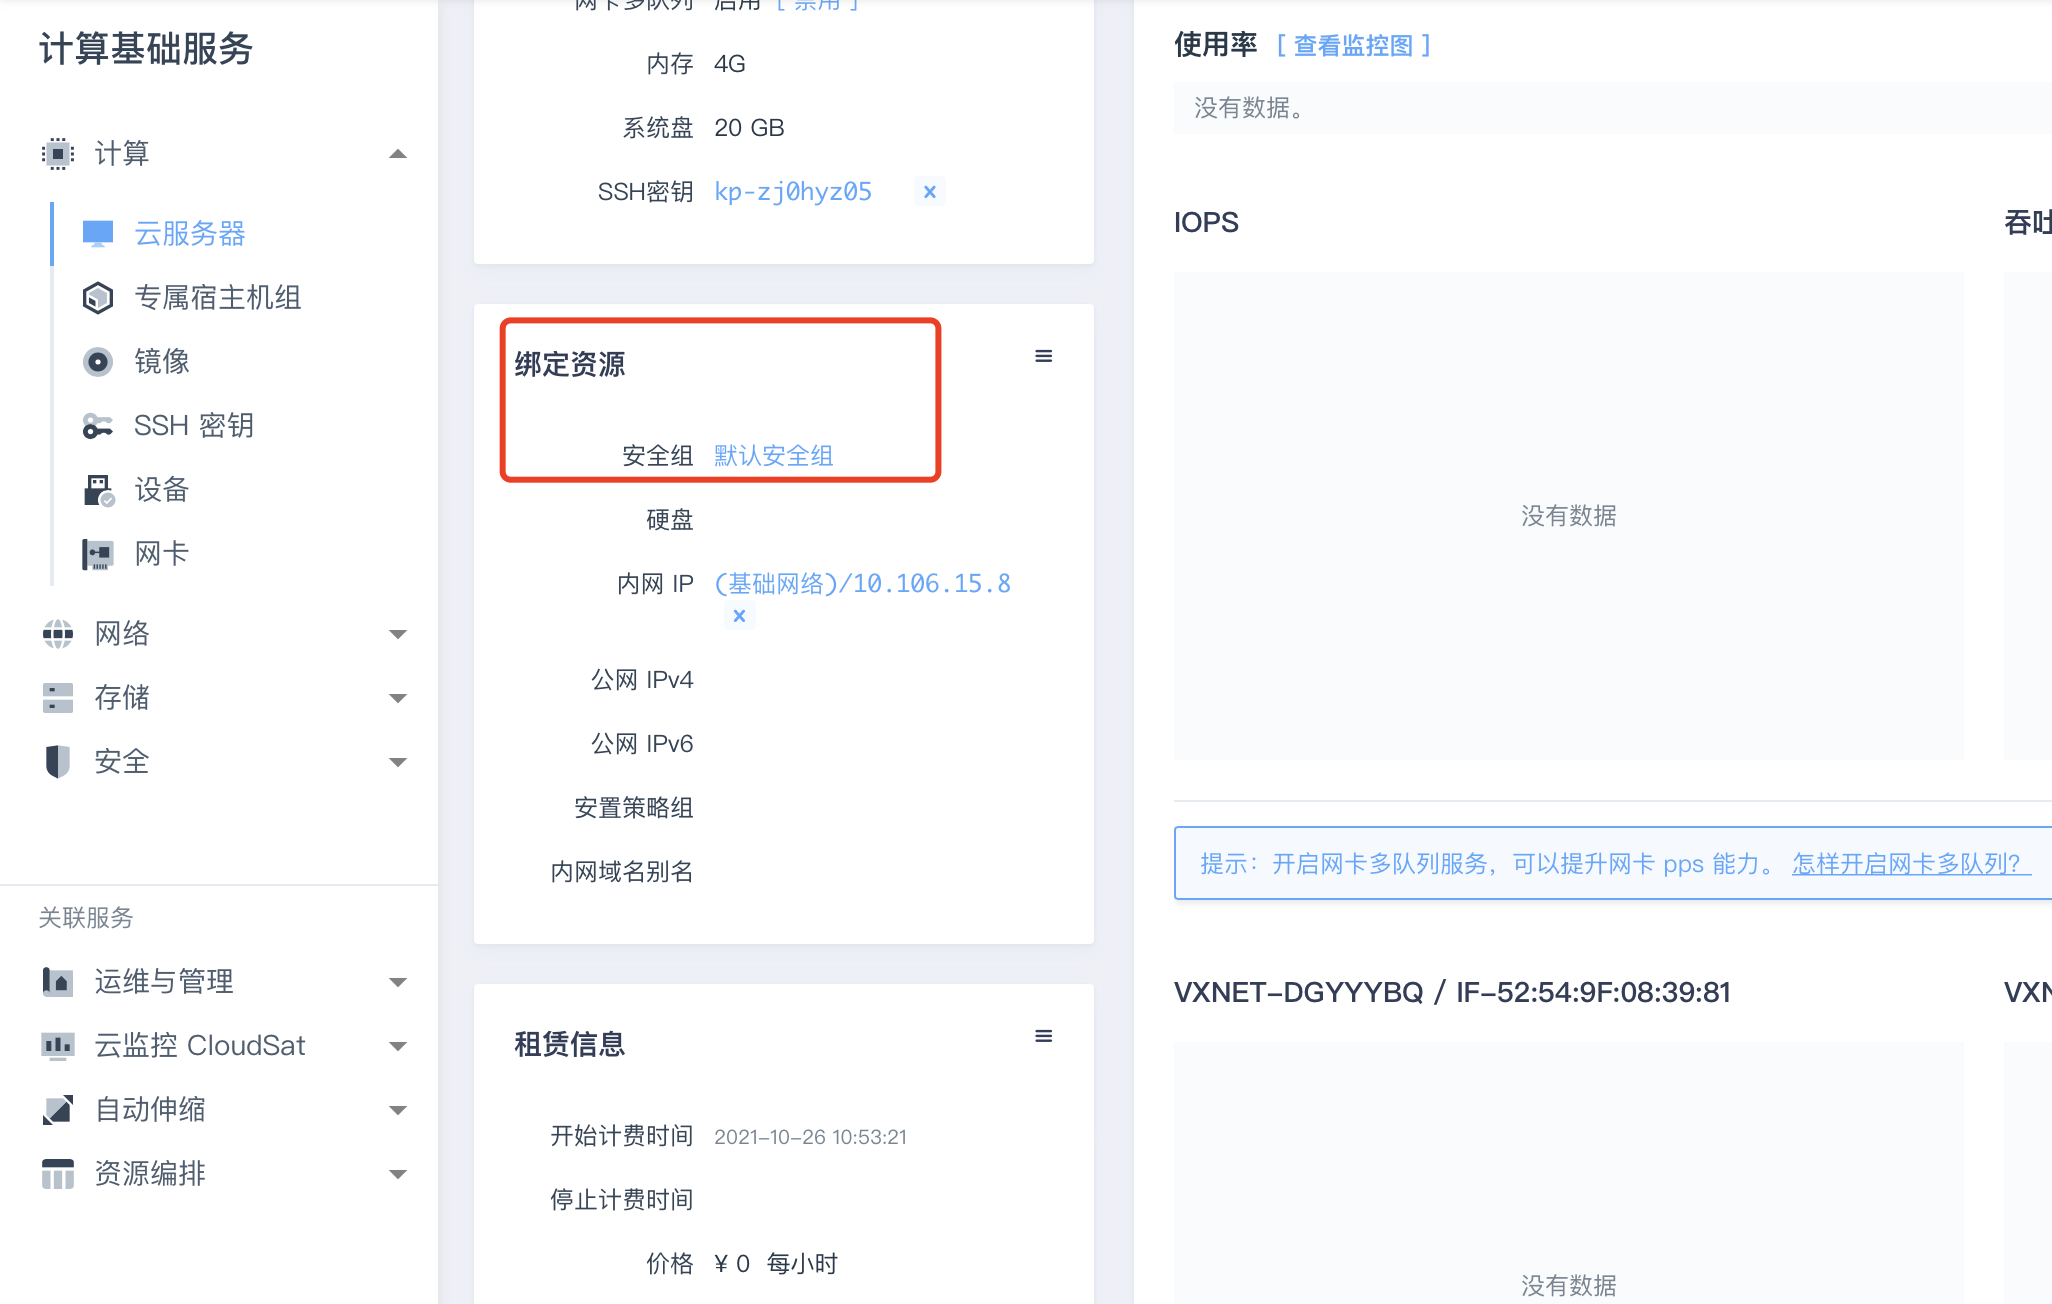 计算基础服务
计算
云服务器
专属宿主机组
镜像
SSH 密钥
设备
网卡
网络
存储
安全
关联服务
运维与管理
云监控 CloudSat
自动伸缩
资源编排
网卡多队列 启用 [ 禁用 ]
内存 4G
系统盘 20 GB
SSH密钥 kp-zj0hyz05 x
绑定资源
安全组 默认安全组
硬盘
内网 IP (基础网络)/10.106.15.8
x
公网 IPv4
公网 IPv6
安置策略组
内网域名别名
租赁信息
开始计费时间 2021-10-26 10:53:21
停止计费时间
价格 ¥ 0 每小时
使用率 [ 查看监控图 ]
没有数据。
IOPS 吞吐
没有数据
提示：开启网卡多队列服务，可以提升网卡 pps 能力。 怎样开启网卡多队列？
VXNET-DGYYYBQ / IF-52:54:9F:08:39:81 VXN
没有数据